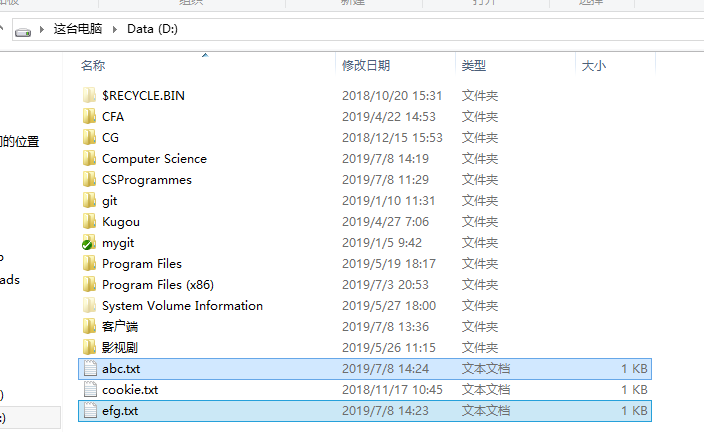 组织
新建
打开
选择
这台电脑 Data (D:)
名称 修改日期 类型 大小
$RECYCLE.BIN 2018/10/20 15:31 文件夹
CFA 2019/4/22 14:53 文件夹
CG 2018/12/15 15:53 文件夹
的位置
Computer Science 2019/7/8 14:19 文件夹
CSProgrammes 2019/7/8 11:29 文件夹
git 2019/1/10 11:31 文件夹
Kugou 2019/4/27 7:06 文件夹
mygit 2019/1/5 9:42 文件夹
Program Files 2019/5/19 18:17 文件夹
ads
Program Files (x86) 2019/7/3 20:53 文件夹
System Volume Information 2019/5/27 18:00 文件夹
客户端 2019/7/8 13:36 文件夹
影视剧 2019/5/26 11:15 文件夹
abc.txt 2019/7/8 14:24 文本文档 1 KB
cookie.txt 2018/11/17 10:45 文本文档 1 KB
:)
efg.txt 2019/7/8 14:23 文本文档 1 KB